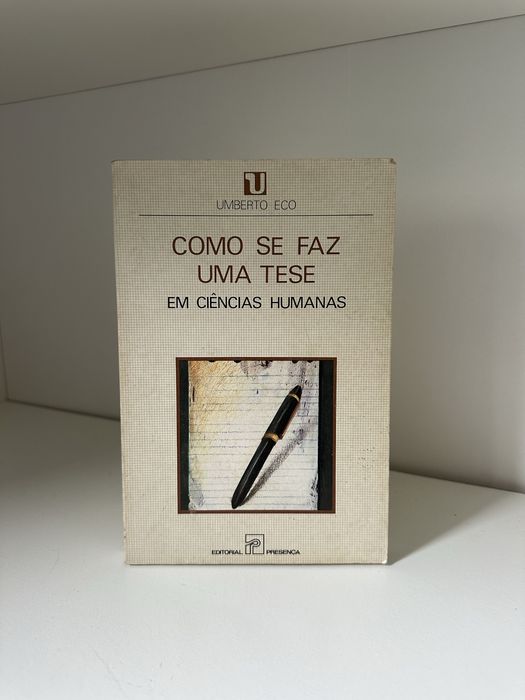 U
UMBERTO ECO
COMO SE FAZ
UMA TESE
EM CIÊNCIAS HUMANAS
EDITORIAL PRESENÇA